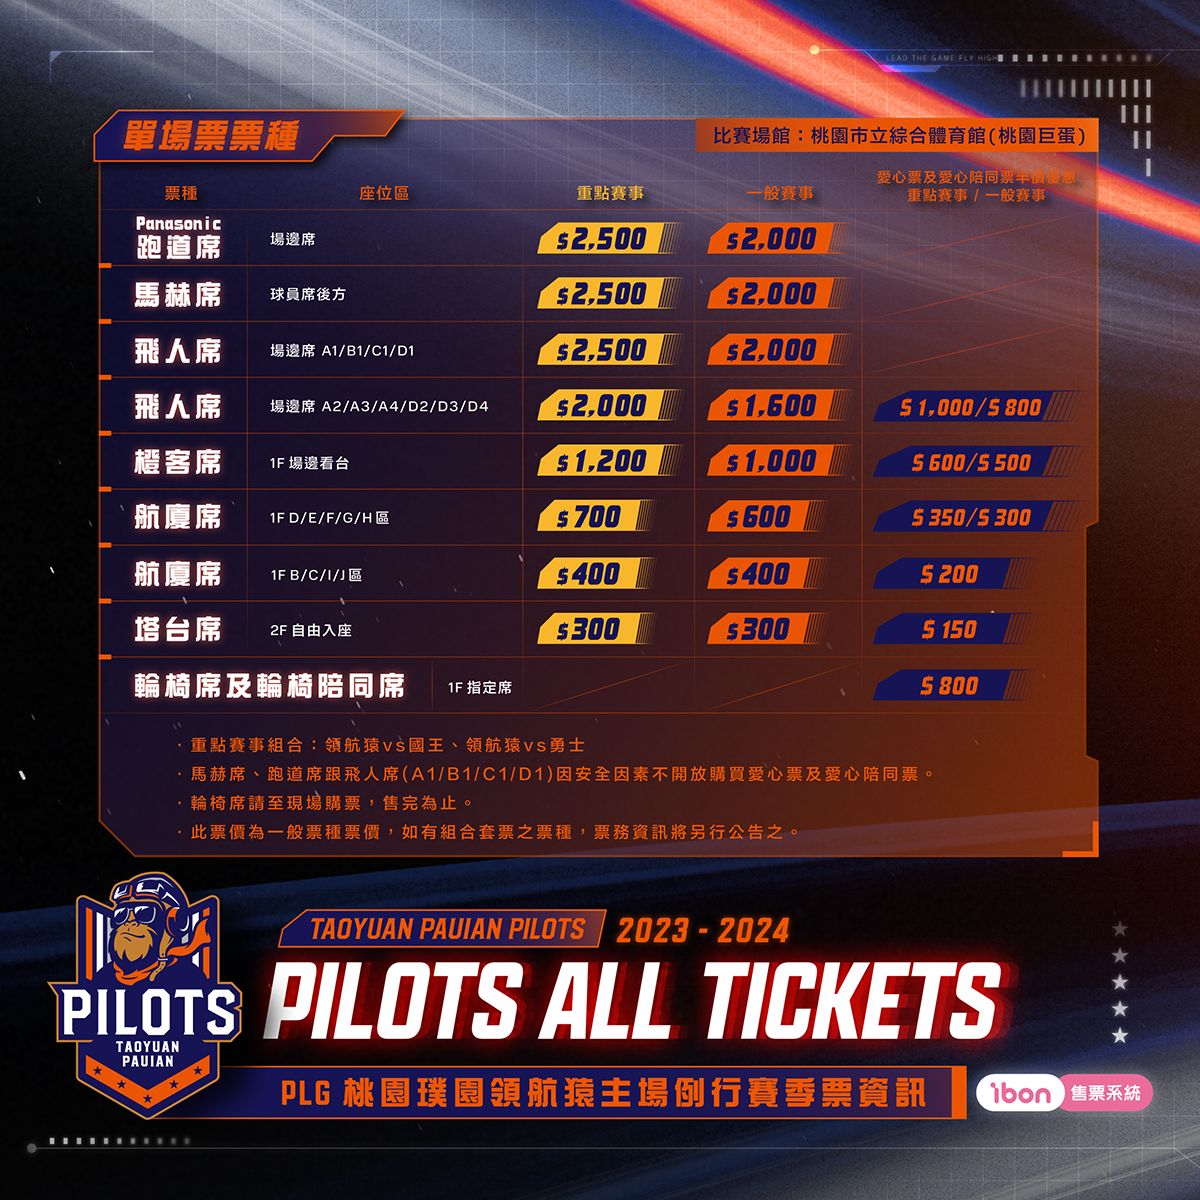 LEAD THE GAME FLY HIGH
單場票票種
比賽場館：桃園市立綜合體育館(桃園巨蛋)
票種 座位區 重點賽事 一般賽事 愛心票及愛心陪同票半價優惠
重點賽事 / 一般賽事
Panasonic
跑道席 場邊席 $2,500 $2,000
馬赫席 球員席後方 $2,500 $2,000
飛人席 場邊席 A1/B1/C1/D1 $2,500 $2,000
飛人席 場邊席 A2/A3/A4/D2/D3/D4 $2,000 $1,600 $1,000/$800
橙客席 1F 場邊看台 $1,200 $1,000 $600/$500
航廈席 1F D/E/F/G/H區 $700 $600 $350/$300
航廈席 1F B/C/I/J區 $400 $400 $200
塔台席 2F 自由入座 $300 $300 $150
輪椅席及輪椅陪同席 1F 指定席 $800
· 重點賽事組合：領航猿vs國王、領航猿vs勇士
· 馬赫席、跑道席跟飛人席(A1/B1/C1/D1)因安全因素不開放購買愛心票及愛心陪同票。
· 輪椅席請至現場購票，售完為止。
· 此票價為一般票種票價，如有組合套票之票種，票務資訊將另行公告之。
PILOTS
TAOYUAN
PAUIAN
TAOYUAN PAUIAN PILOTS 2023 - 2024
PILOTS ALL TICKETS
PLG 桃園璞園領航猿主場例行賽季票資訊
ibon 售票系統